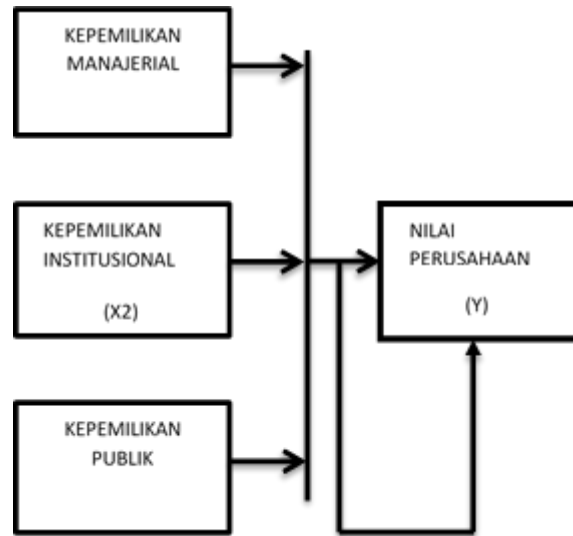 KEPEMILIKAN
MANAJERIAL
KEPEMILIKAN
INSTITUSIONAL
(X2)
NILAI
PERUSAHAAN
(Y)
KEPEMILIKAN
PUBLIK